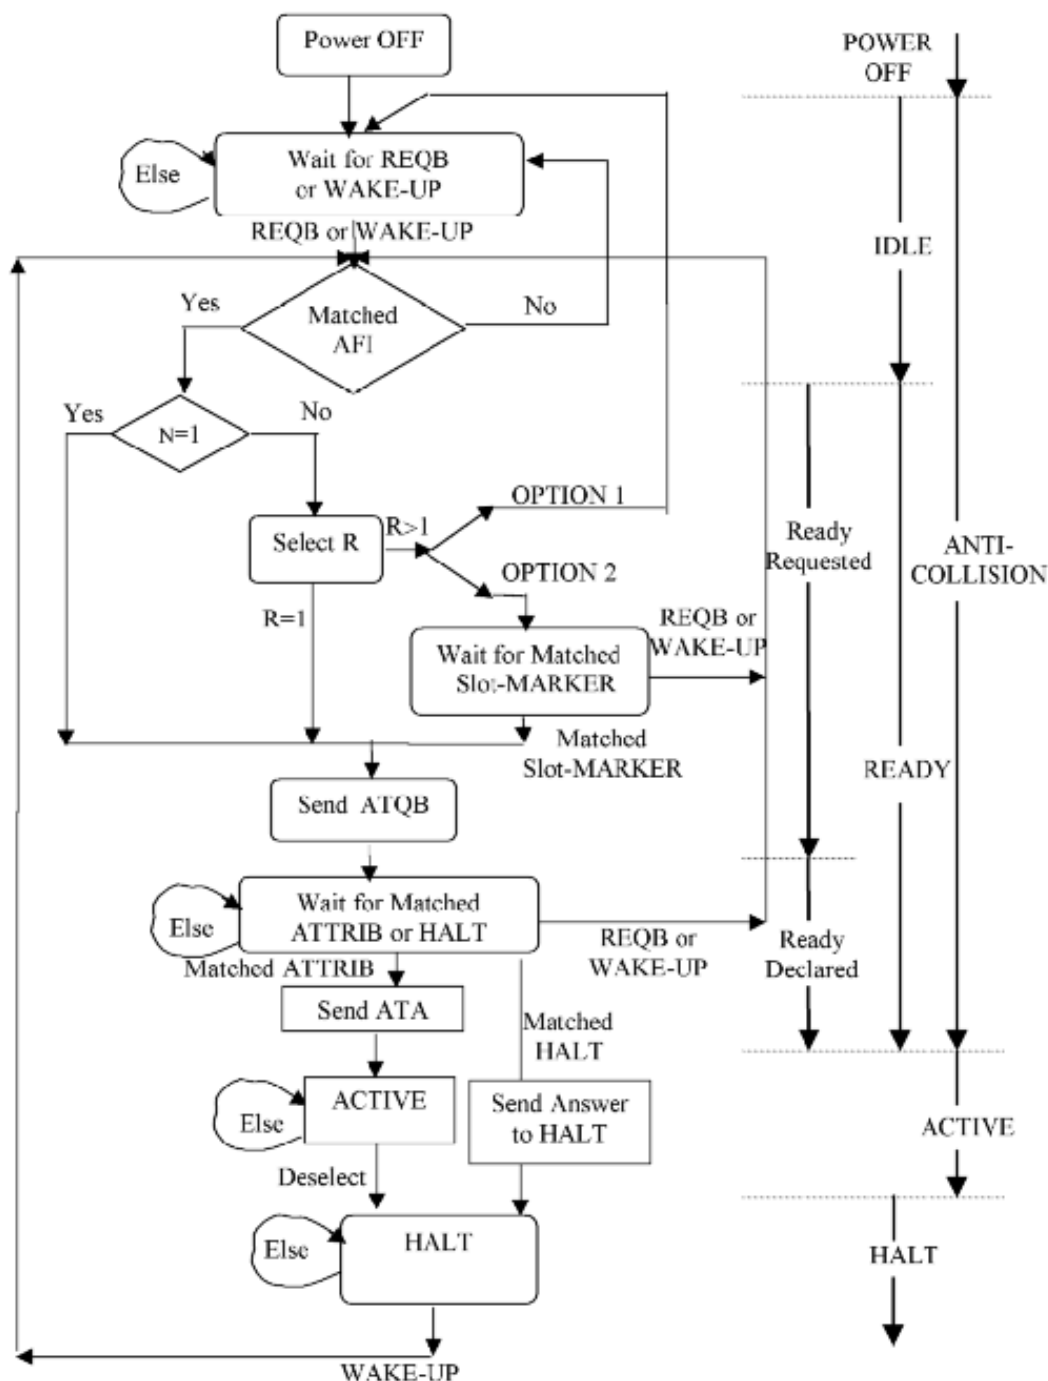 Power OFF
POWER
OFF
Wait for REQB
or WAKE-UP
Else
REQB or WAKE-UP
IDLE
Yes
Matched
AFI
No
Yes
N=1
No
OPTION 1
Select R
R>1
Ready
Requested
ANTI-
COLLISION
OPTION 2
R=1
REQB or
WAKE-UP
Wait for Matched
Slot-MARKER
Matched
Slot-MARKER
READY
Send ATQB
Wait for Matched
ATTRIB or HALT
Else
REQB or
WAKE-UP
Ready
Declared
Matched ATTRIB
Send ATA
Matched
HALT
ACTIVE
Else
Send Answer
to HALT
ACTIVE
Deselect
HALT
Else
HALT
WAKE-UP